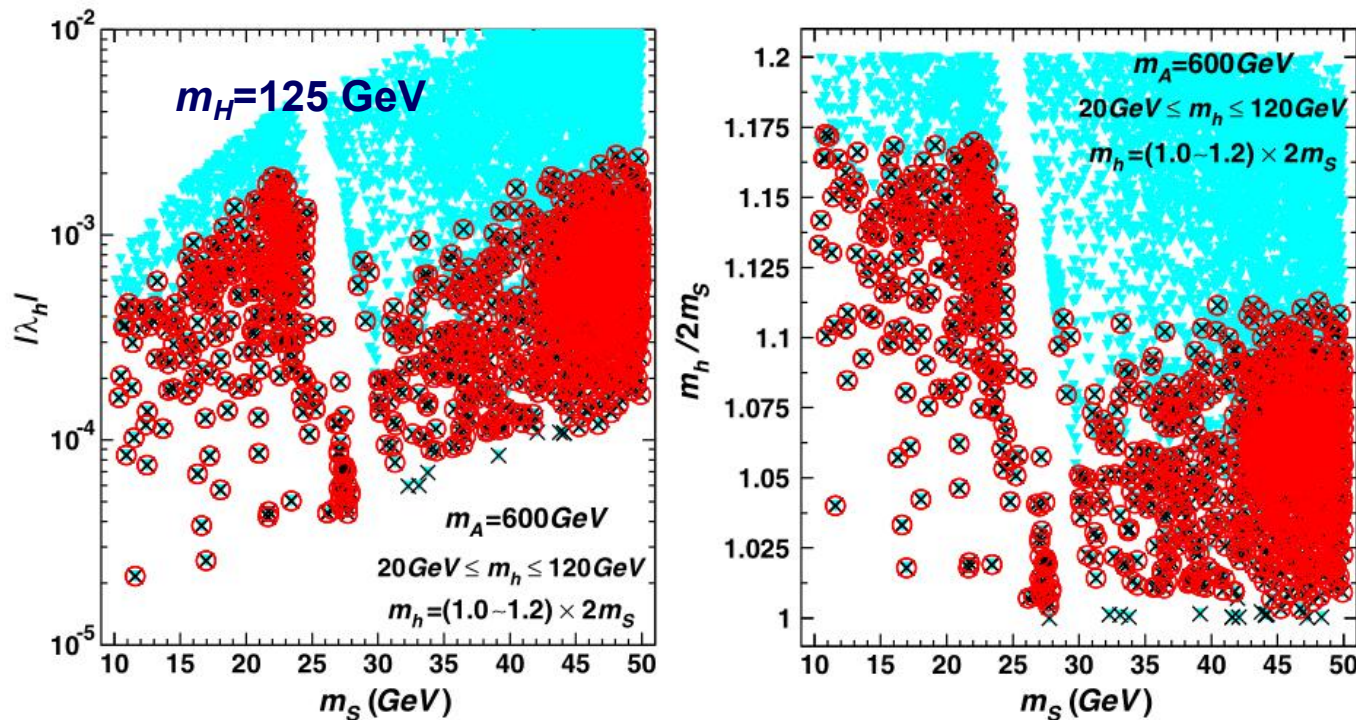 10⁻²
10⁻³
10⁻⁴
10⁻⁵
|λ_h|
m_H=125 GeV
m_A=600GeV
20GeV ≤ m_h ≤ 120GeV
m_h=(1.0~1.2) × 2m_S
10 15 20 25 30 35 40 45 50
m_S (GeV)
1.2
1.175
1.15
1.125
1.1
1.075
1.05
1.025
1
m_h /2m_S
m_A=600GeV
20GeV ≤ m_h ≤ 120GeV
m_h=(1.0~1.2) × 2m_S
10 15 20 25 30 35 40 45 50
m_S (GeV)